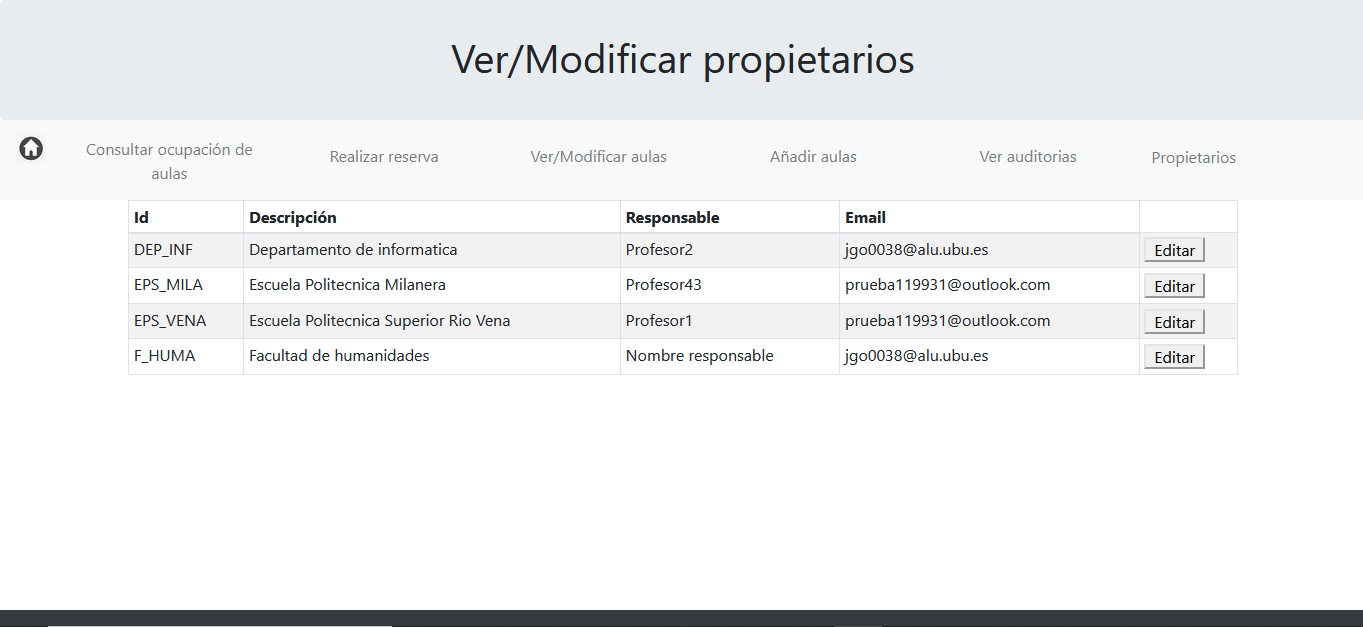 Ver/Modificar propietarios
Consultar ocupación de
aulas
Realizar reserva
Ver/Modificar aulas
Añadir aulas
Ver auditorias
Propietarios
Id Descripción Responsable Email
DEP_INF Departamento de informatica Profesor2 jgo0038@alu.ubu.es Editar
EPS_MILA Escuela Politecnica Milanera Profesor43 prueba119931@outlook.com Editar
EPS_VENA Escuela Politecnica Superior Rio Vena Profesor1 prueba119931@outlook.com Editar
F_HUMA Facultad de humanidades Nombre responsable jgo0038@alu.ubu.es Editar